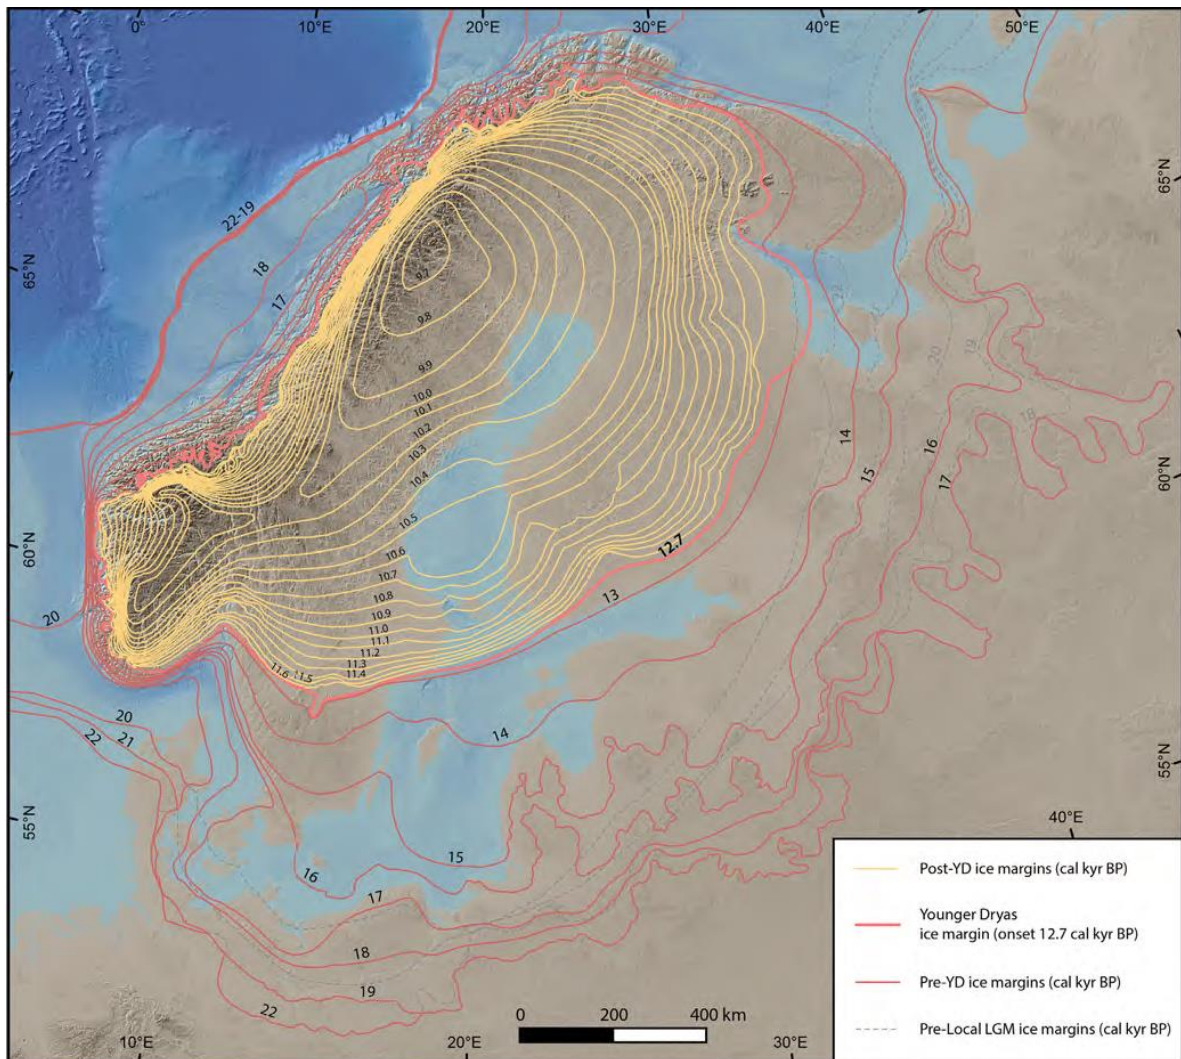 0° 10°E 20°E 30°E 40°E 50°E
65°N
65°N
22-19
18
17
9.7
9.8
9.9
10.0
10.1
10.2
10.3
10.4
10.5
10.6
10.7
10.8
10.9
11.0
11.1
11.2
11.3
11.4
11.6
11.5
12.7
13
14
15
16
17
20
19
18
60°N
60°N
20
20
21
22
14
15
16
17
18
19
22
55°N
55°N
40°E
Post-YD ice margins (cal kyr BP)
Younger Dryas
ice margin (onset 12.7 cal kyr BP)
Pre-YD ice margins (cal kyr BP)
Pre-Local LGM ice margins (cal kyr BP)
0 200 400 km
10°E 20°E 30°E